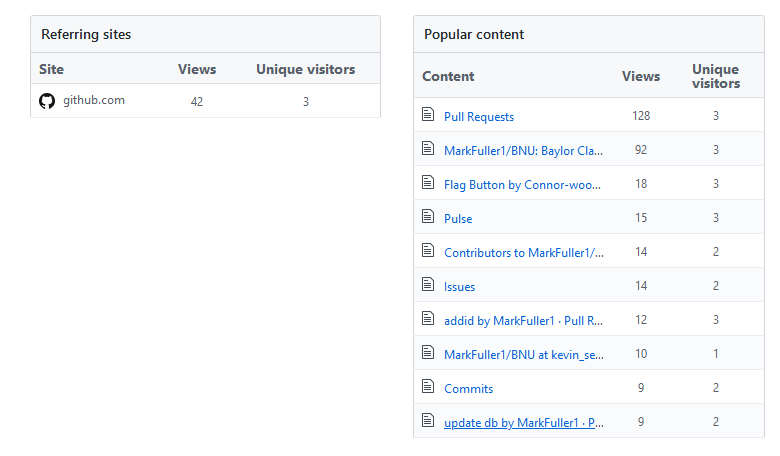 Referring sites
Site Views Unique visitors
github.com 42 3
Popular content
Content Views Unique visitors
Pull Requests 128 3
MarkFuller1/BNU: Baylor Cla... 92 3
Flag Button by Connor-woo... 18 3
Pulse 15 3
Contributors to MarkFuller1/... 14 2
Issues 14 2
addid by MarkFuller1 · Pull R... 12 3
MarkFuller1/BNU at kevin_se... 10 1
Commits 9 2
update db by MarkFuller1 · P... 9 2